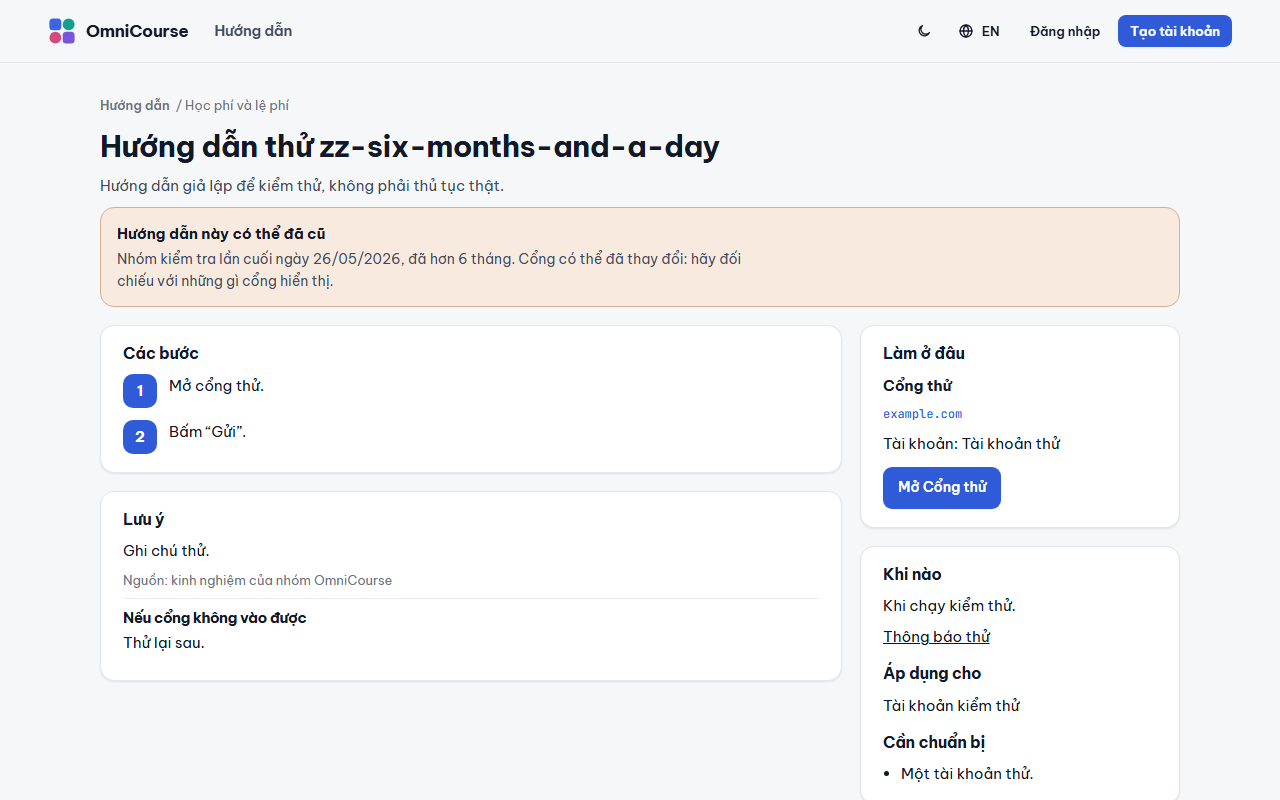 OmniCourse
Hướng dẫn
EN
Đăng nhập
Tạo tài khoản
Hướng dẫn / Học phí và lệ phí
Hướng dẫn thử zz-six-months-and-a-day
Hướng dẫn giả lập để kiểm thử, không phải thủ tục thật.
Hướng dẫn này có thể đã cũ
Nhóm kiểm tra lần cuối ngày 26/05/2026, đã hơn 6 tháng. Cổng có thể đã thay đổi: hãy đối
chiếu với những gì cổng hiển thị.
Các bước
1 Mở cổng thử.
2 Bấm “Gửi”.
Lưu ý
Ghi chú thử.
Nguồn: kinh nghiệm của nhóm OmniCourse
Nếu cổng không vào được
Thử lại sau.
Làm ở đâu
Cổng thử
example.com
Tài khoản: Tài khoản thử
Mở Cổng thử
Khi nào
Khi chạy kiểm thử.
Thông báo thử
Áp dụng cho
Tài khoản kiểm thử
Cần chuẩn bị
• Một tài khoản thử.